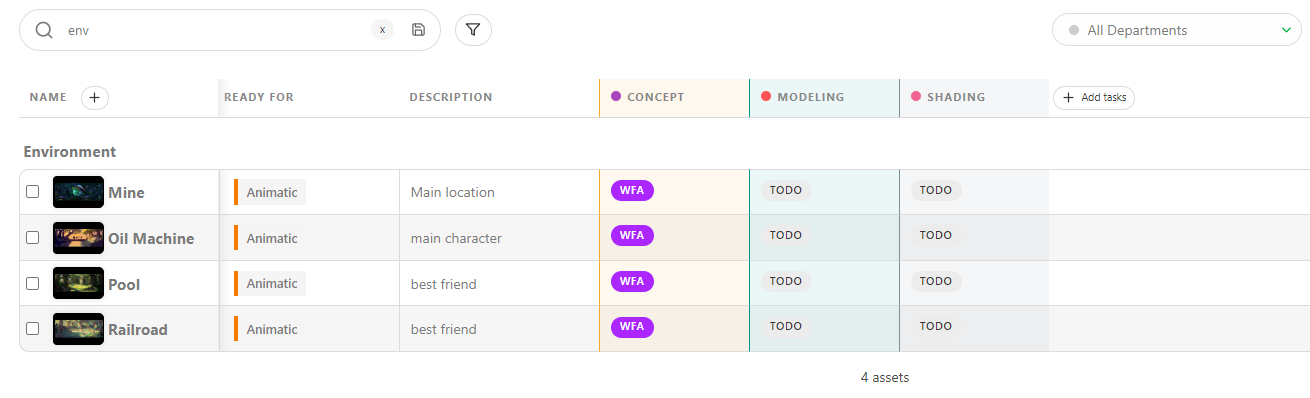 env x
All Departments
NAME + READY FOR DESCRIPTION CONCEPT MODELING SHADING + Add tasks
Environment
Mine Animatic Main location WFA TODO TODO
Oil Machine Animatic main character WFA TODO TODO
Pool Animatic best friend WFA TODO TODO
Railroad Animatic best friend WFA TODO TODO
4 assets